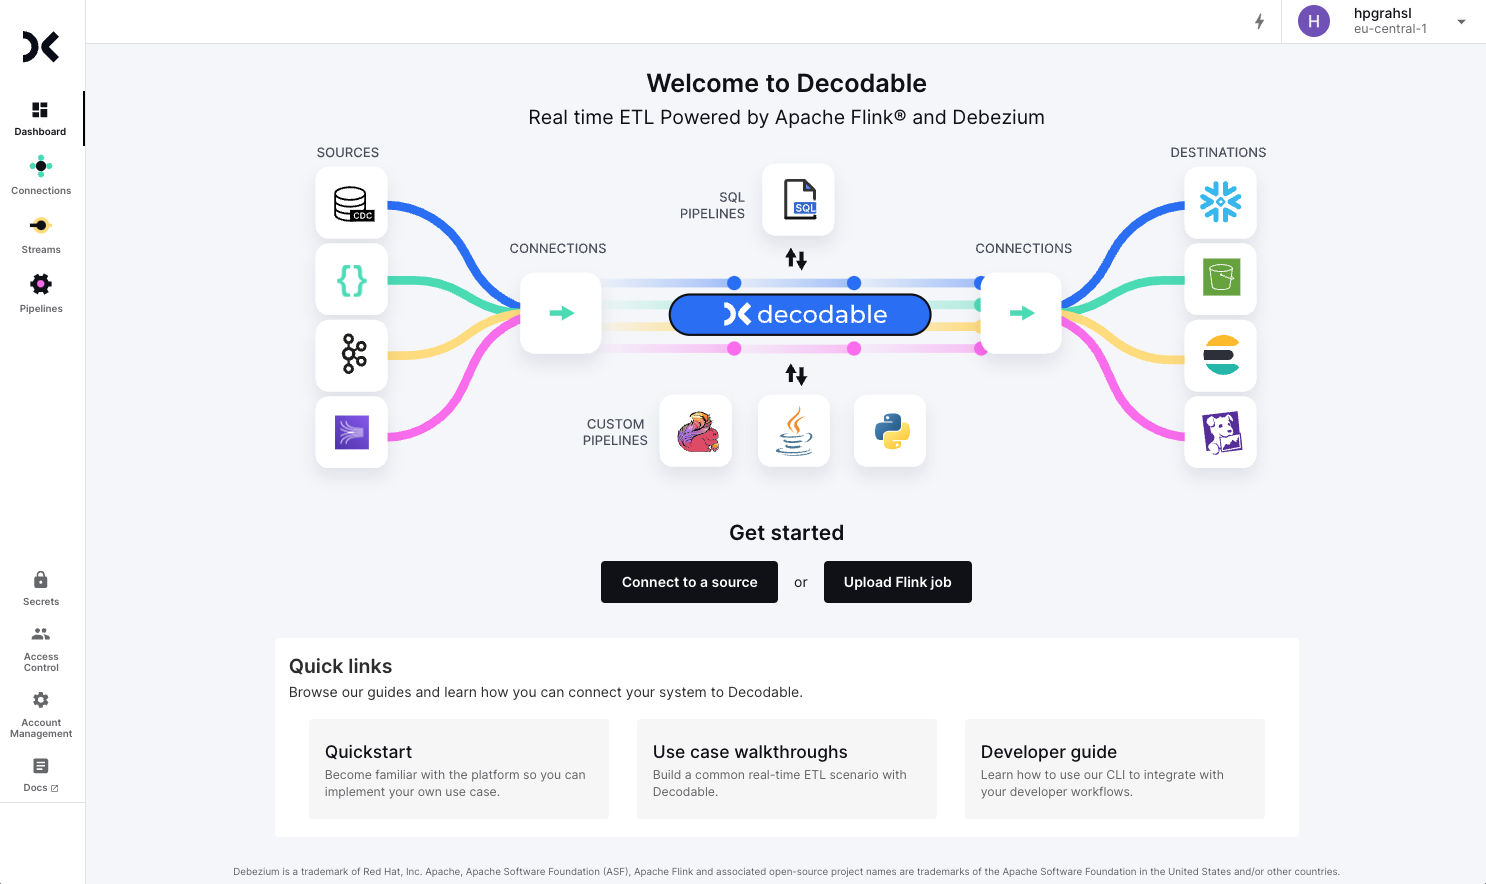 H
hpgrahsl
eu-central-1
Dashboard
Connections
Streams
Pipelines
Secrets
Access
Control
Account
Management
Docs
Welcome to Decodable
Real time ETL Powered by Apache Flink® and Debezium
SOURCES
DESTINATIONS
CDC
{}
SQL
PIPELINES
SQL
CONNECTIONS
CONNECTIONS
decodable
CUSTOM
PIPELINES
Get started
Connect to a source
or
Upload Flink job
Quick links
Browse our guides and learn how you can connect your system to Decodable.
Quickstart
Become familiar with the platform so you can
implement your own use case.
Use case walkthroughs
Build a common real-time ETL scenario with
Decodable.
Developer guide
Learn how to use our CLI to integrate with
your developer workflows.
Debezium is a trademark of Red Hat, Inc. Apache, Apache Software Foundation (ASF), Apache Flink and associated open-source project names are trademarks of the Apache Software Foundation in the United States and/or other countries.